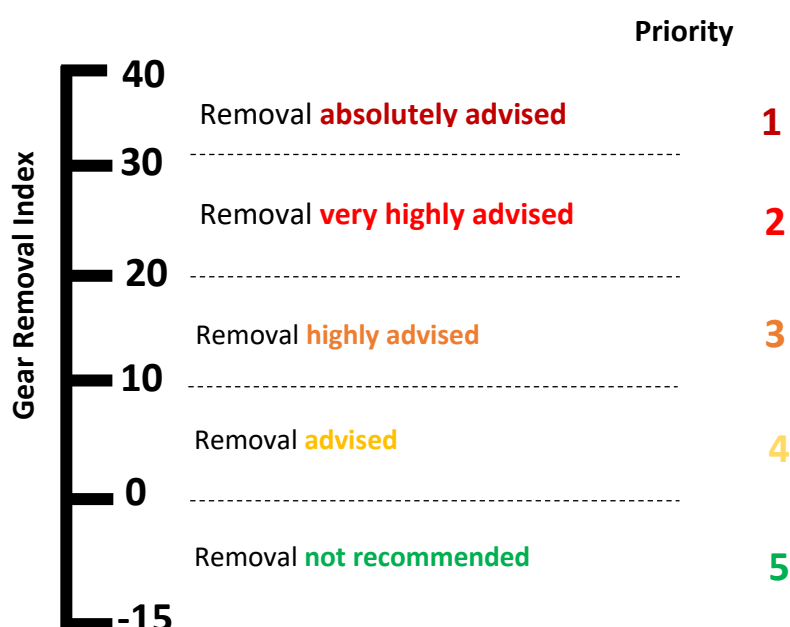 Priority
40
Removal absolutely advised 1
30
Removal very highly advised 2
20
Removal highly advised 3
10
Removal advised 4
0
Removal not recommended 5
-15
Gear Removal Index